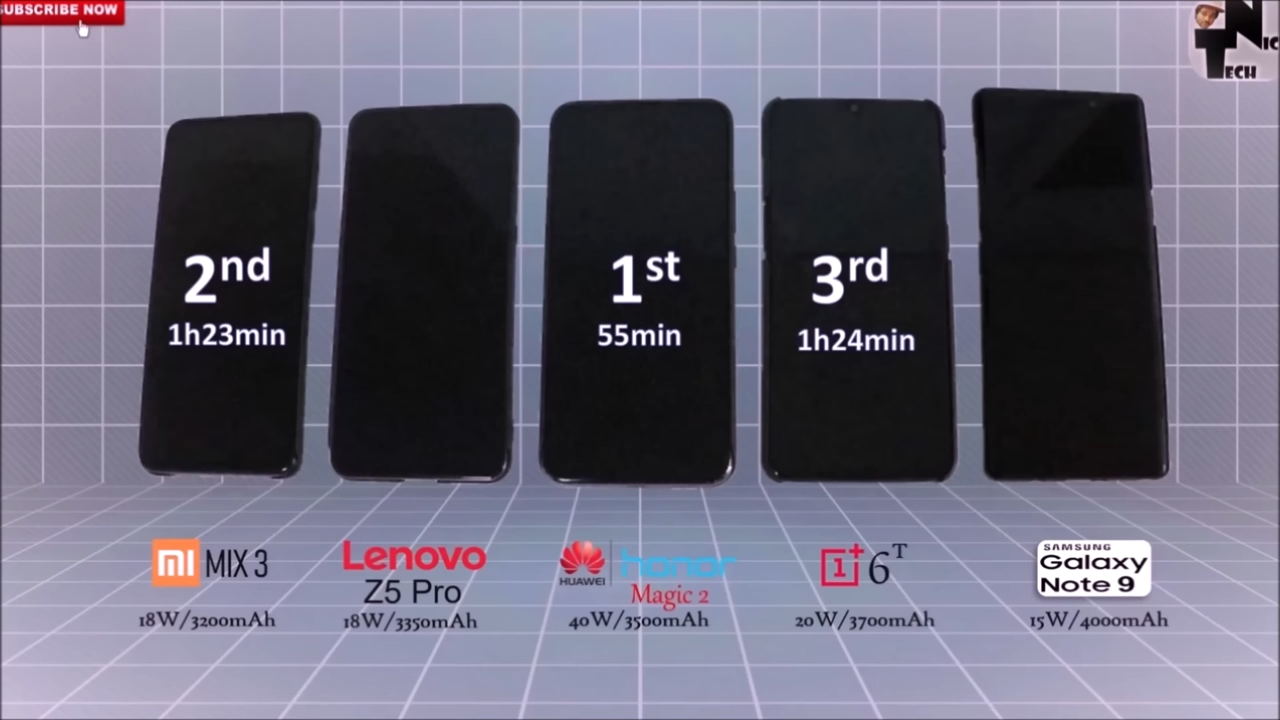 SUBSCRIBE NOW
NIC
TECH
2nd
1h23min
1st
55min
3rd
1h24min
MI MIX 3
18W/3200mAh
Lenovo
Z5 Pro
18W/3350mAh
HUAWEI honor
Magic 2
40W/3500mAh
1+ 6T
20W/3700mAh
SAMSUNG
Galaxy
Note 9
15W/4000mAh